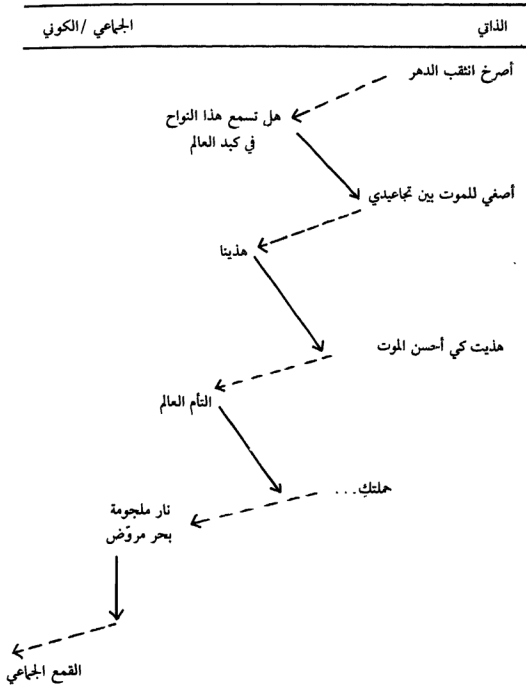 الذاتي
الجماعي / الكوني
أصرخ انثقب الدهر
هل تسمع هذا النواح
في كبد العالم
أصغي للموت بين تجاعيدي
هذينا
هذيت كي أحسن الموت
التأم العالم
حملتكِ...
نار ملجومة
بحر مروّض
القمع الجماعي